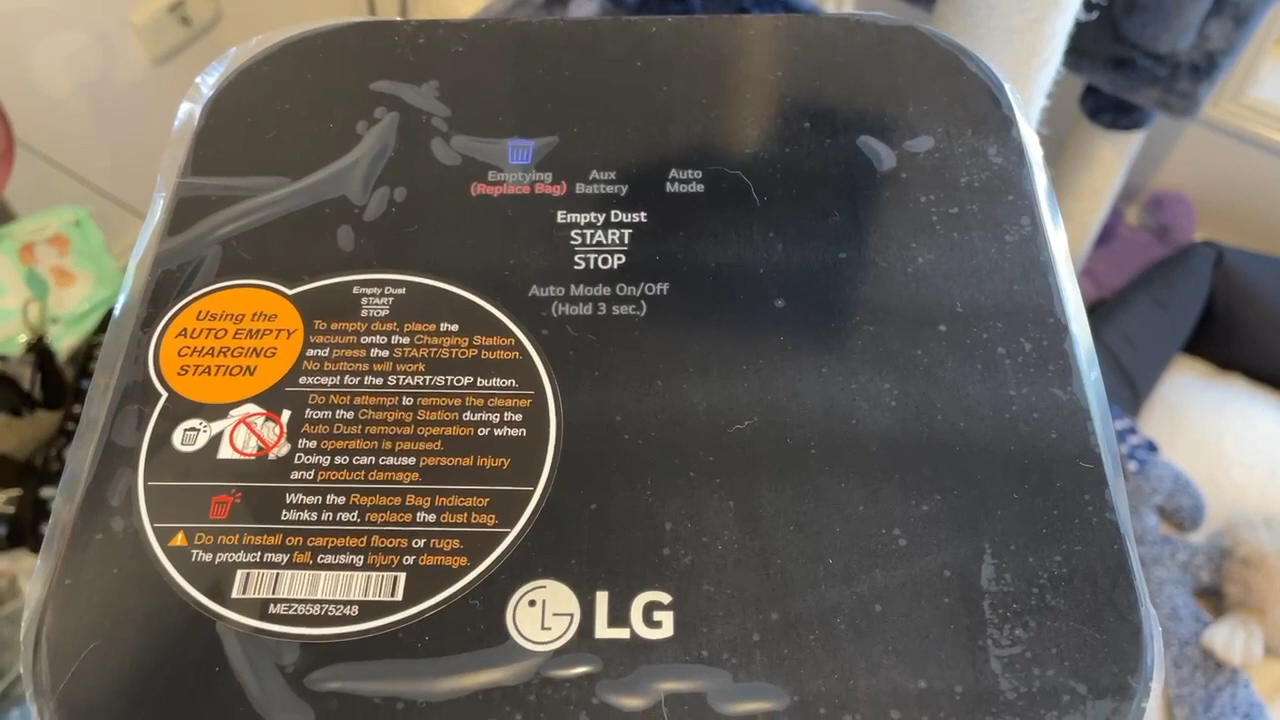 Emptying
(Replace Bag)
Aux
Battery
Auto
Mode
Empty Dust
START
STOP
Auto Mode On/Off
(Hold 3 sec.)
Using the
AUTO EMPTY
CHARGING
STATION
Empty Dust
START
STOP
To empty dust, place the
vacuum onto the Charging Station
and press the START/STOP button.
No buttons will work
except for the START/STOP button.
Do Not attempt to remove the cleaner
from the Charging Station during the
Auto Dust removal operation or when
the operation is paused.
Doing so can cause personal injury
and product damage.
When the Replace Bag Indicator
blinks in red, replace the dust bag.
Do not install on carpeted floors or rugs.
The product may fall, causing injury or damage.
MEZ65875248
LG